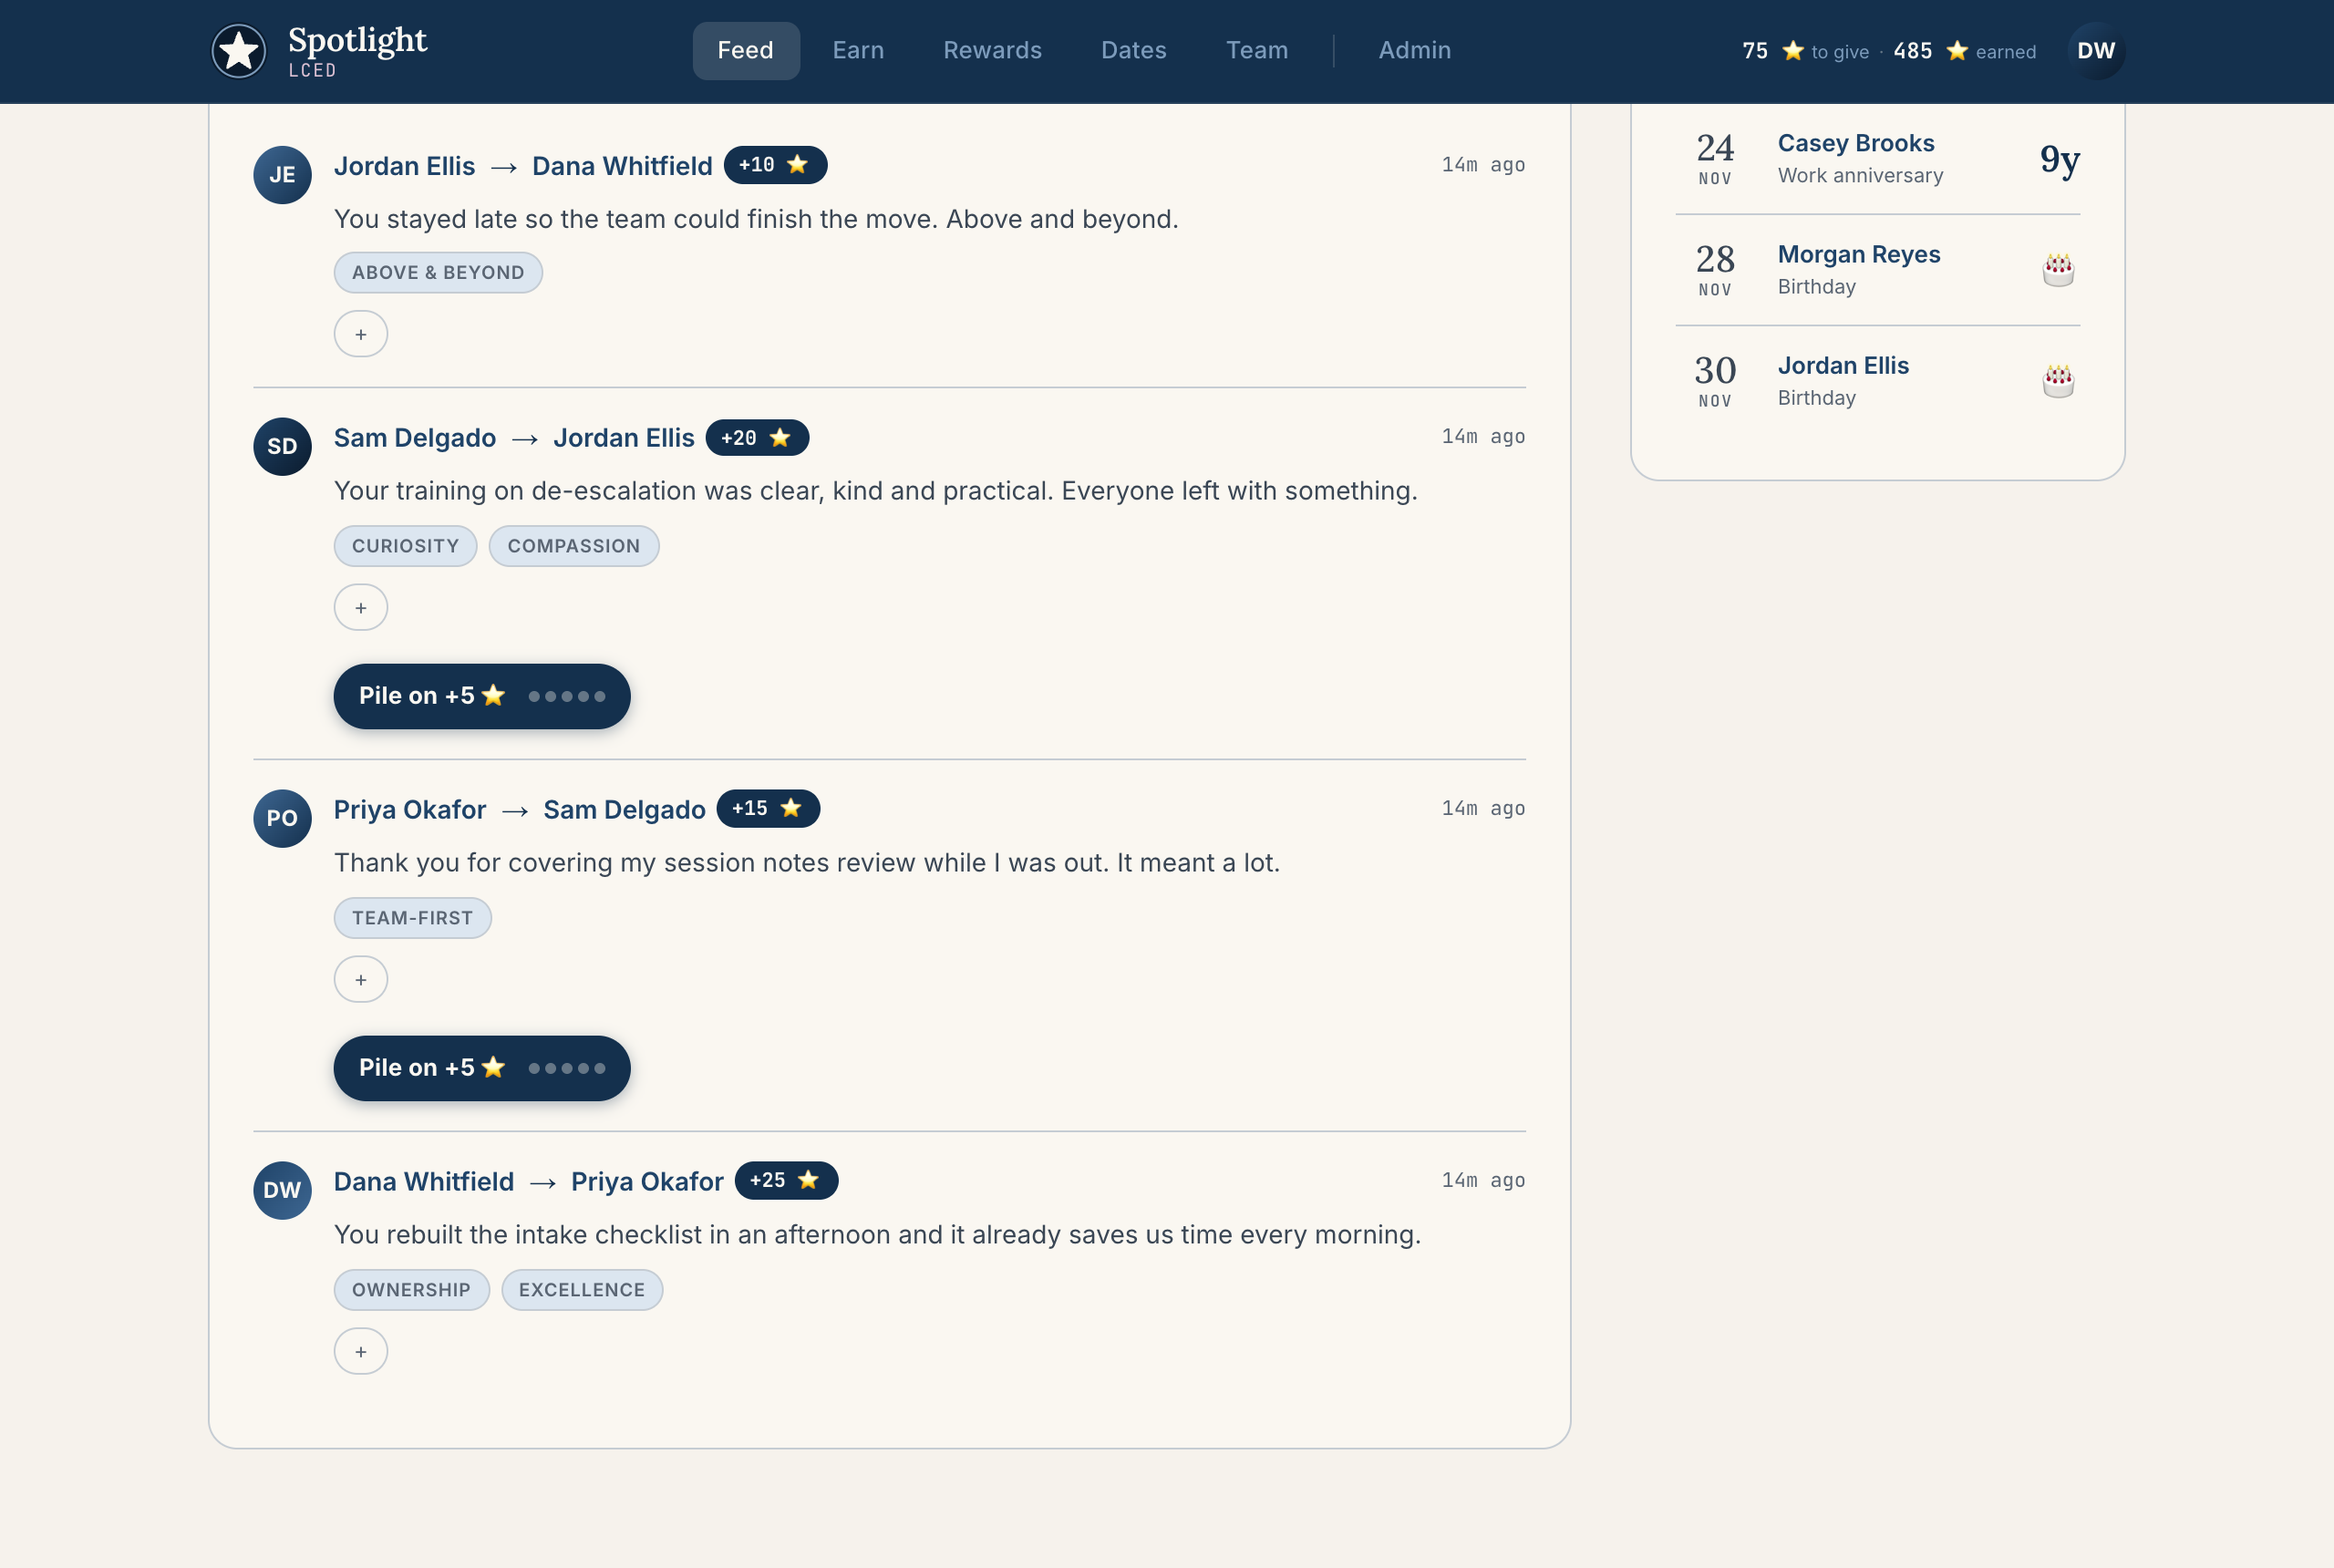 Spotlight
LCED
Feed Earn Rewards Dates Team Admin
75 ⭐ to give · 485 ⭐ earned DW
JE Jordan Ellis → Dana Whitfield +10 ⭐ 14m ago
You stayed late so the team could finish the move. Above and beyond.
ABOVE & BEYOND
+
SD Sam Delgado → Jordan Ellis +20 ⭐ 14m ago
Your training on de-escalation was clear, kind and practical. Everyone left with something.
CURIOSITY COMPASSION
+
Pile on +5 ⭐
PO Priya Okafor → Sam Delgado +15 ⭐ 14m ago
Thank you for covering my session notes review while I was out. It meant a lot.
TEAM-FIRST
+
Pile on +5 ⭐
DW Dana Whitfield → Priya Okafor +25 ⭐ 14m ago
You rebuilt the intake checklist in an afternoon and it already saves us time every morning.
OWNERSHIP EXCELLENCE
+
24 Casey Brooks 9y
NOV Work anniversary
28 Morgan Reyes
NOV Birthday
30 Jordan Ellis
NOV Birthday